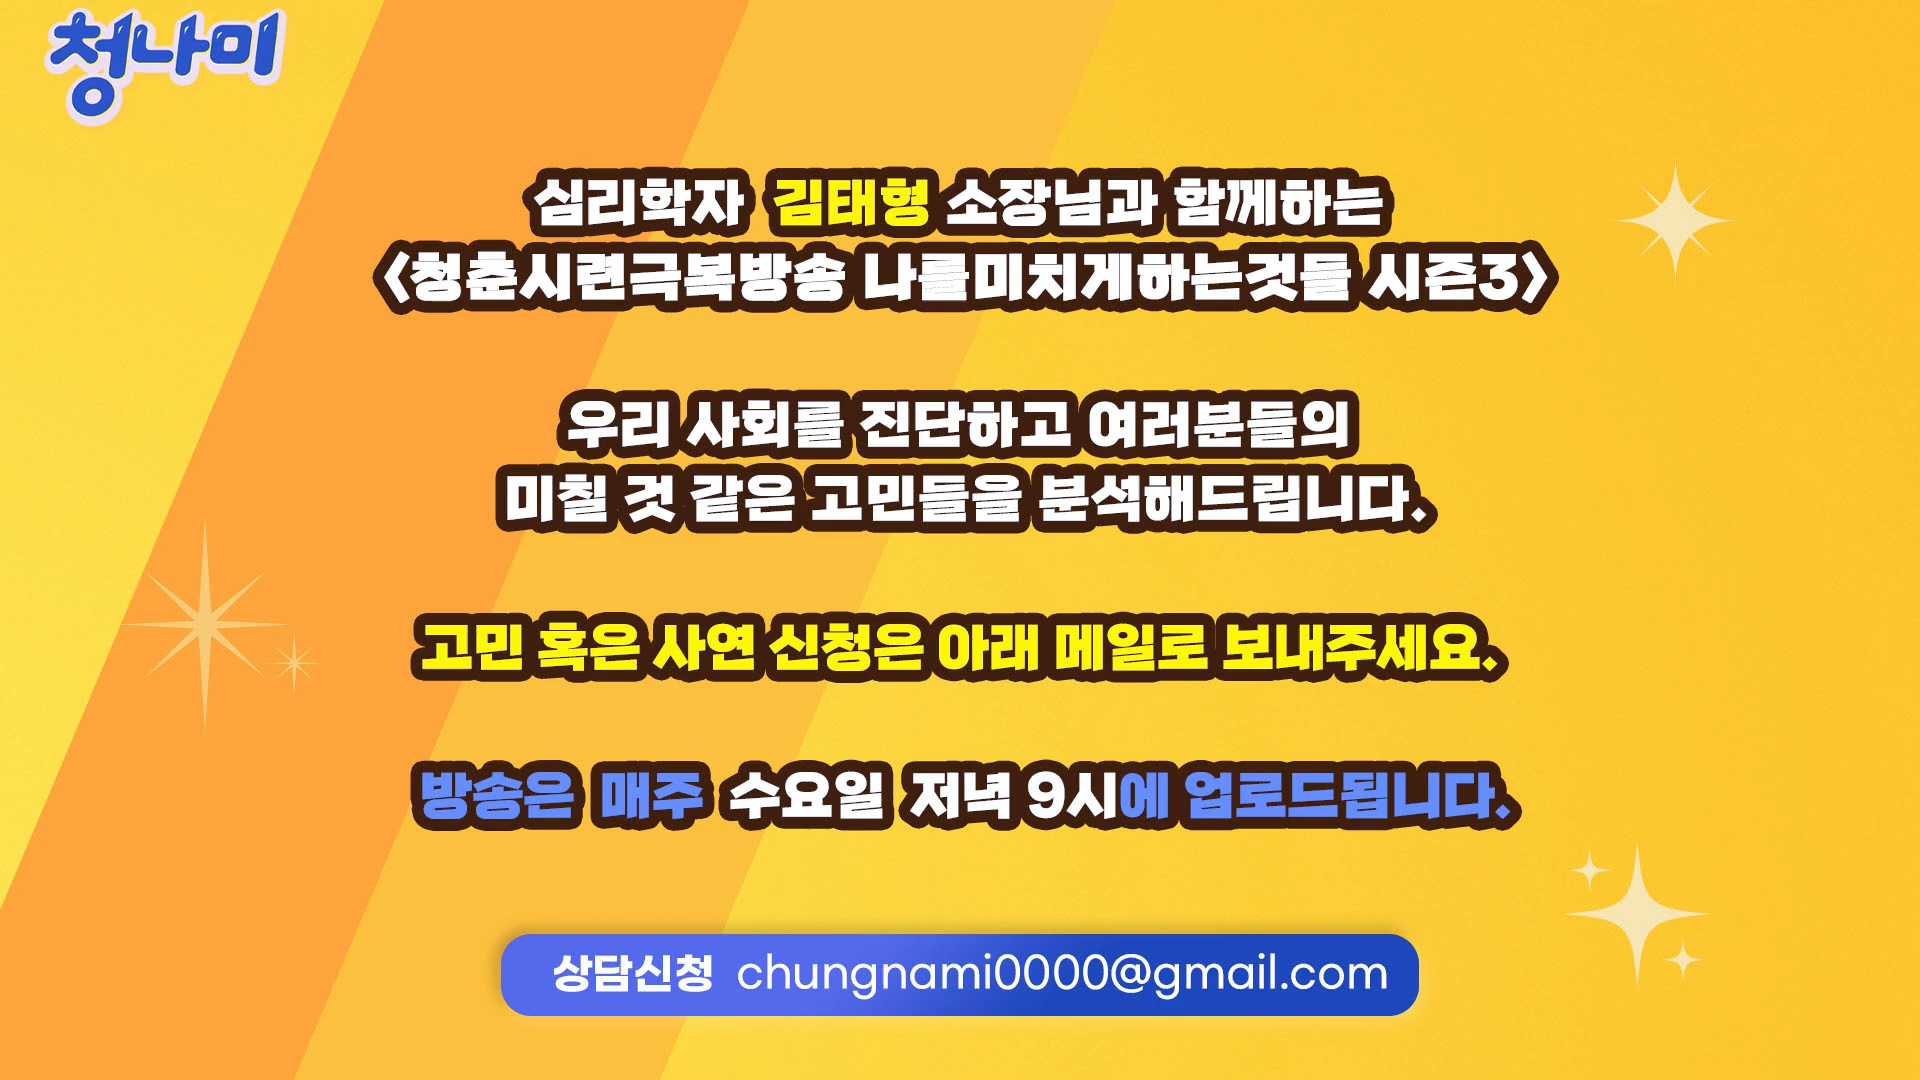 청나미
심리학자 김태형 소장님과 함께하는
<청춘시련극복방송 나를미치게하는것들 시즌3>
우리 사회를 진단하고 여러분들의
미칠 것 같은 고민들을 분석해드립니다.
고민 혹은 사연 신청은 아래 메일로 보내주세요.
방송은 매주 수요일 저녁 9시에 업로드됩니다.
상담신청 chungnami0000@gmail.com